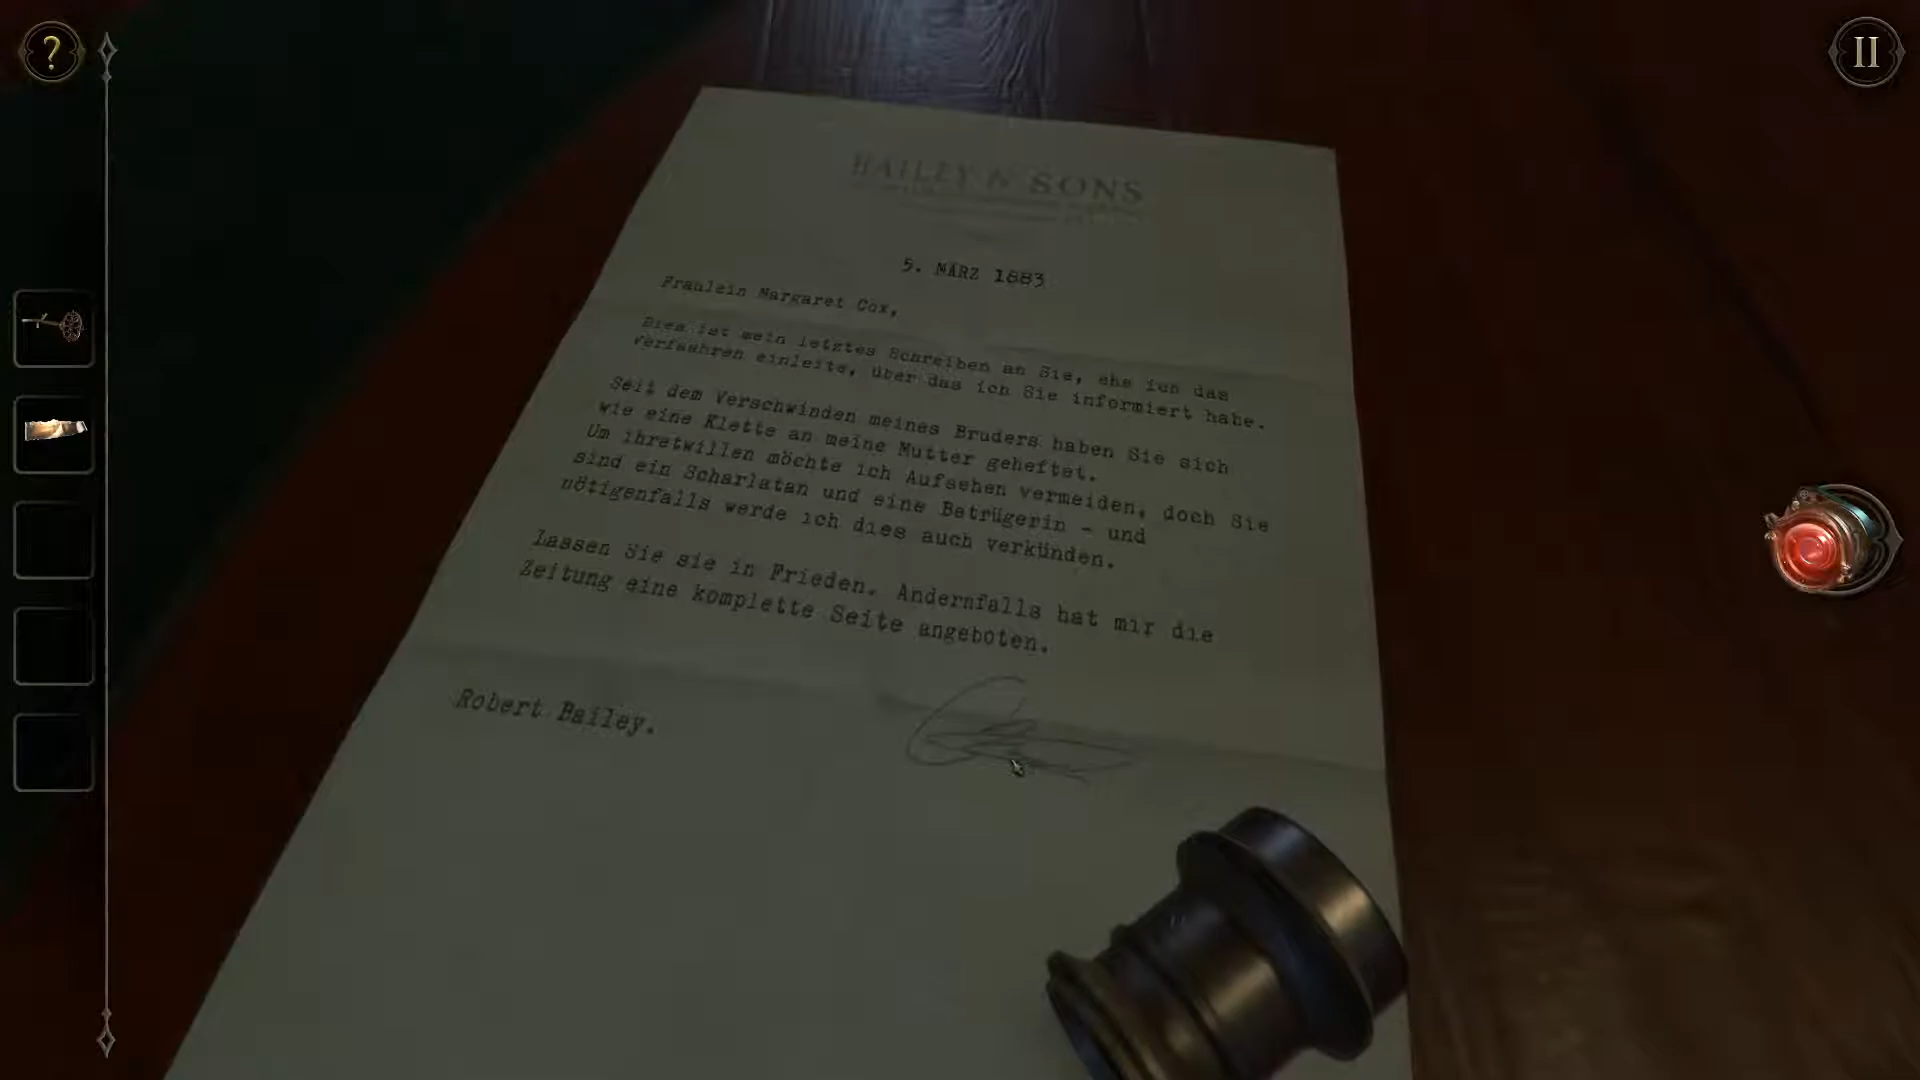 BAILEY & SONS
5. MÄRZ 1883
Fräulein Margaret Cox,
Dies ist mein letztes Schreiben an Sie, ehe ich das
Verfahren einleite, über das ich Sie informiert habe.
Seit dem Verschwinden meines Bruders haben Sie sich
wie eine Klette an meine Mutter geheftet.
Um ihretwillen möchte ich Aufsehen vermeiden, doch Sie
sind ein Scharlatan und eine Betrügerin - und
nötigenfalls werde ich dies auch verkünden.
Lassen Sie sie in Frieden. Andernfalls hat mir die
Zeitung eine komplette Seite angeboten.
Robert Bailey.